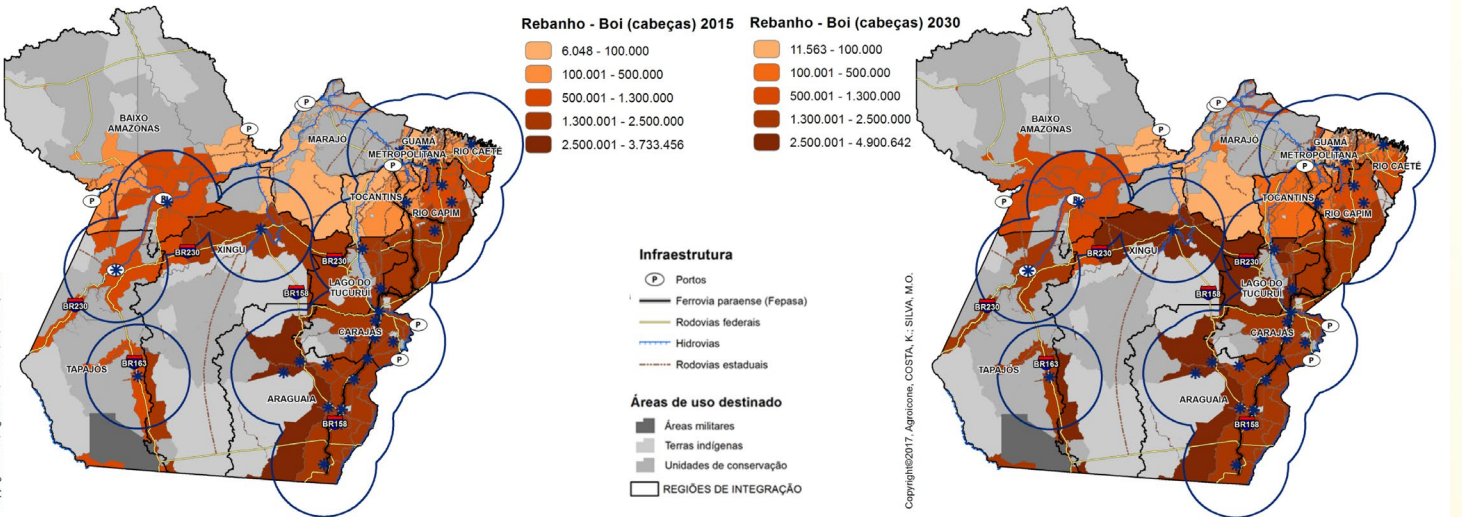 Rebanho - Boi (cabeças) 2015
6.048 - 100.000
100.001 - 500.000
500.001 - 1.300.000
1.300.001 - 2.500.000
2.500.001 - 3.733.456
Rebanho - Boi (cabeças) 2030
11.563 - 100.000
100.001 - 500.000
500.001 - 1.300.000
1.300.001 - 2.500.000
2.500.001 - 4.900.642
BAIXO
AMAZONAS
MARAJÓ
GUAMÁ
METROPOLITANA
RIO CAETÉ
TOCANTINS
RIO CAPIM
XINGU
LAGO DO
TUCURUÍ
CARAJÁS
TAPAJÓS
ARAGUAIA
BR230
BR230
BR230
BR158
BR163
BR158
P
P
P
P
P
P
Infraestrutura
P Portos
Ferrovia paraense (Fepasa)
Rodovias federais
Hidrovias
Rodovias estaduais
Áreas de uso destinado
Áreas militares
Terras indígenas
Unidades de conservação
REGIÕES DE INTEGRAÇÃO
Copyright©2017, Agroicone, COSTA, K.; SILVA, M.O.
BAIXO
AMAZONAS
MARAJÓ
GUAMÁ
METROPOLITANA
RIO CAETÉ
TOCANTINS
RIO CAPIM
XINGU
LAGO DO
TUCURUÍ
CARAJÁS
TAPAJÓS
ARAGUAIA
BR230
BR230
BR230
BR158
BR163
BR158
P
P
P
P
P
P